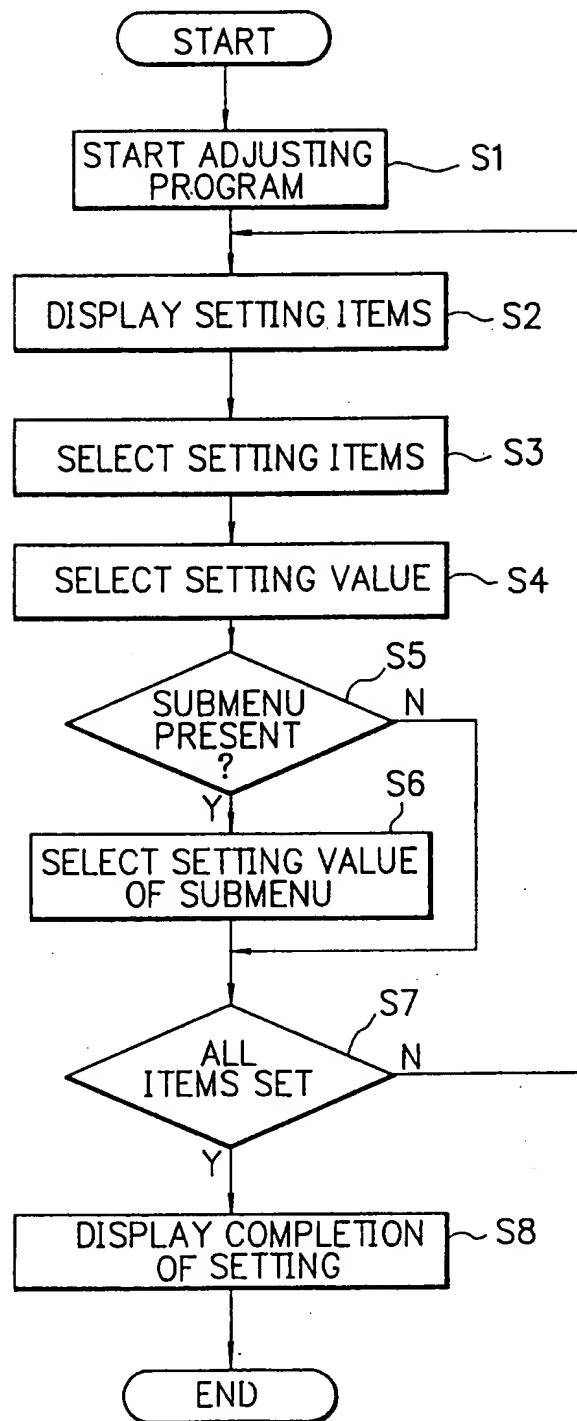 START
START ADJUSTING
PROGRAM
S1
DISPLAY SETTING ITEMS
S2
SELECT SETTING ITEMS
S3
SELECT SETTING VALUE
S4
S5
SUBMENU
PRESENT
?
N
Y
S6
SELECT SETTING VALUE
OF SUBMENU
S7
ALL
ITEMS SET
N
Y
DISPLAY COMPLETION
OF SETTING
S8
END